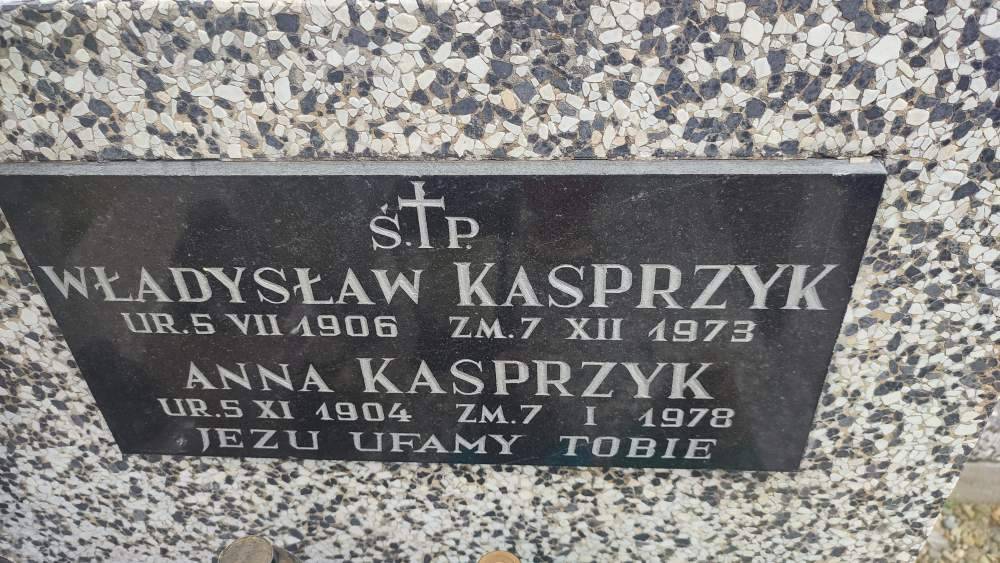 Ś.†P.
WŁADYSŁAW KASPRZYK
UR.5 VII 1906 ZM.7 XII 1973
ANNA KASPRZYK
UR.5 XI 1904 ZM.7 I 1978
JEZU UFAMY TOBIE